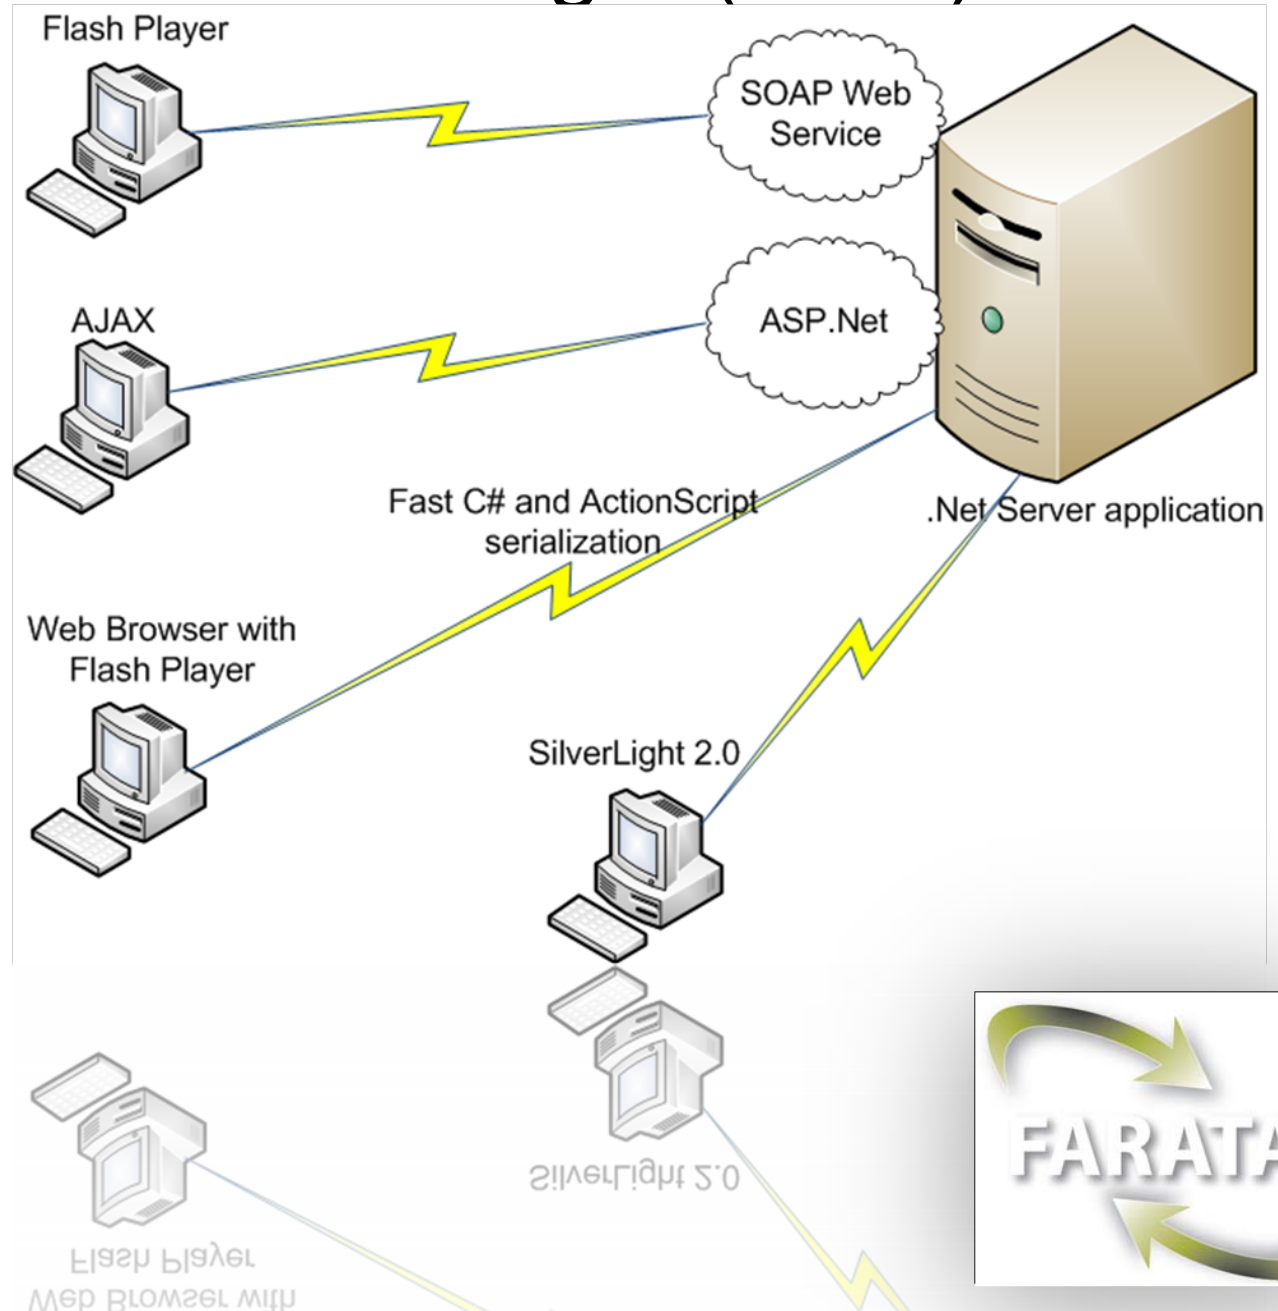 Flash Player
SOAP Web
Service
AJAX
ASP.Net
Fast C# and ActionScript
serialization
.Net Server application
Web Browser with
Flash Player
SilverLight 2.0
SilverLight 2.0
FARATA
Flash Player
Web Browser with